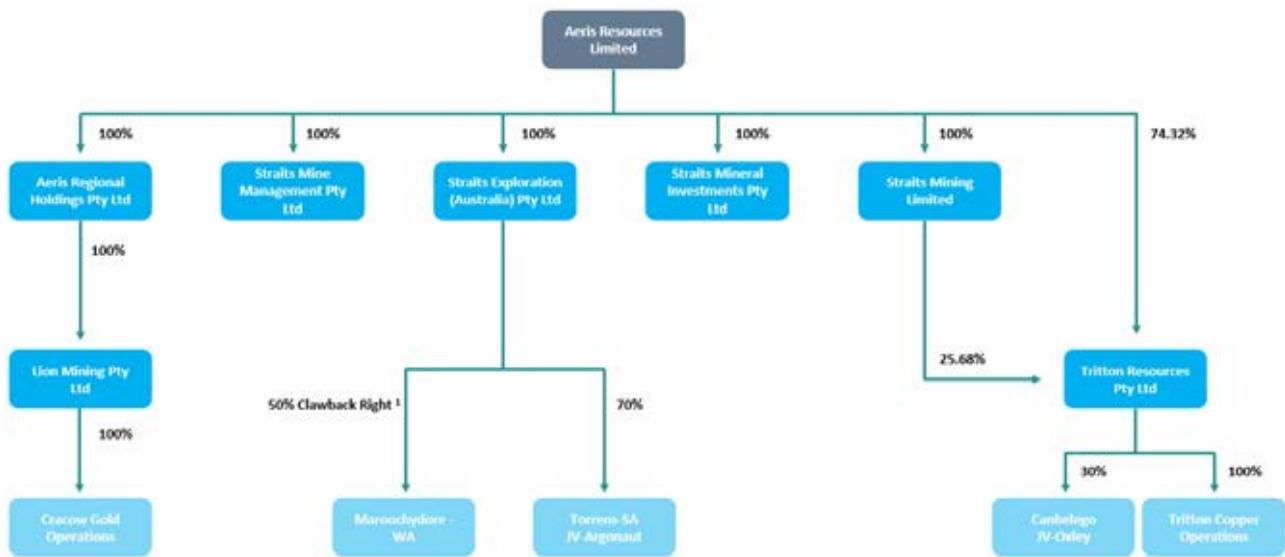 Aeris Resources
Limited
100%
100%
100%
100%
100%
74.32%
Aeris Regional
Holdings Pty Ltd
Straits Mine
Management Pty
Ltd
Straits Exploration
(Australia) Pty Ltd
Straits Mineral
Investments Pty
Ltd
Straits Mining
Limited
100%
Lion Mining Pty
Ltd
25.68%
Tritton Resources
Pty Ltd
50% Clawback Right ¹
70%
100%
30%
100%
Cracow Gold
Operations
Maroochydore -
WA
Torrens-SA
JV-Argonaut
Canbelego
JV-Oxley
Tritton Copper
Operations